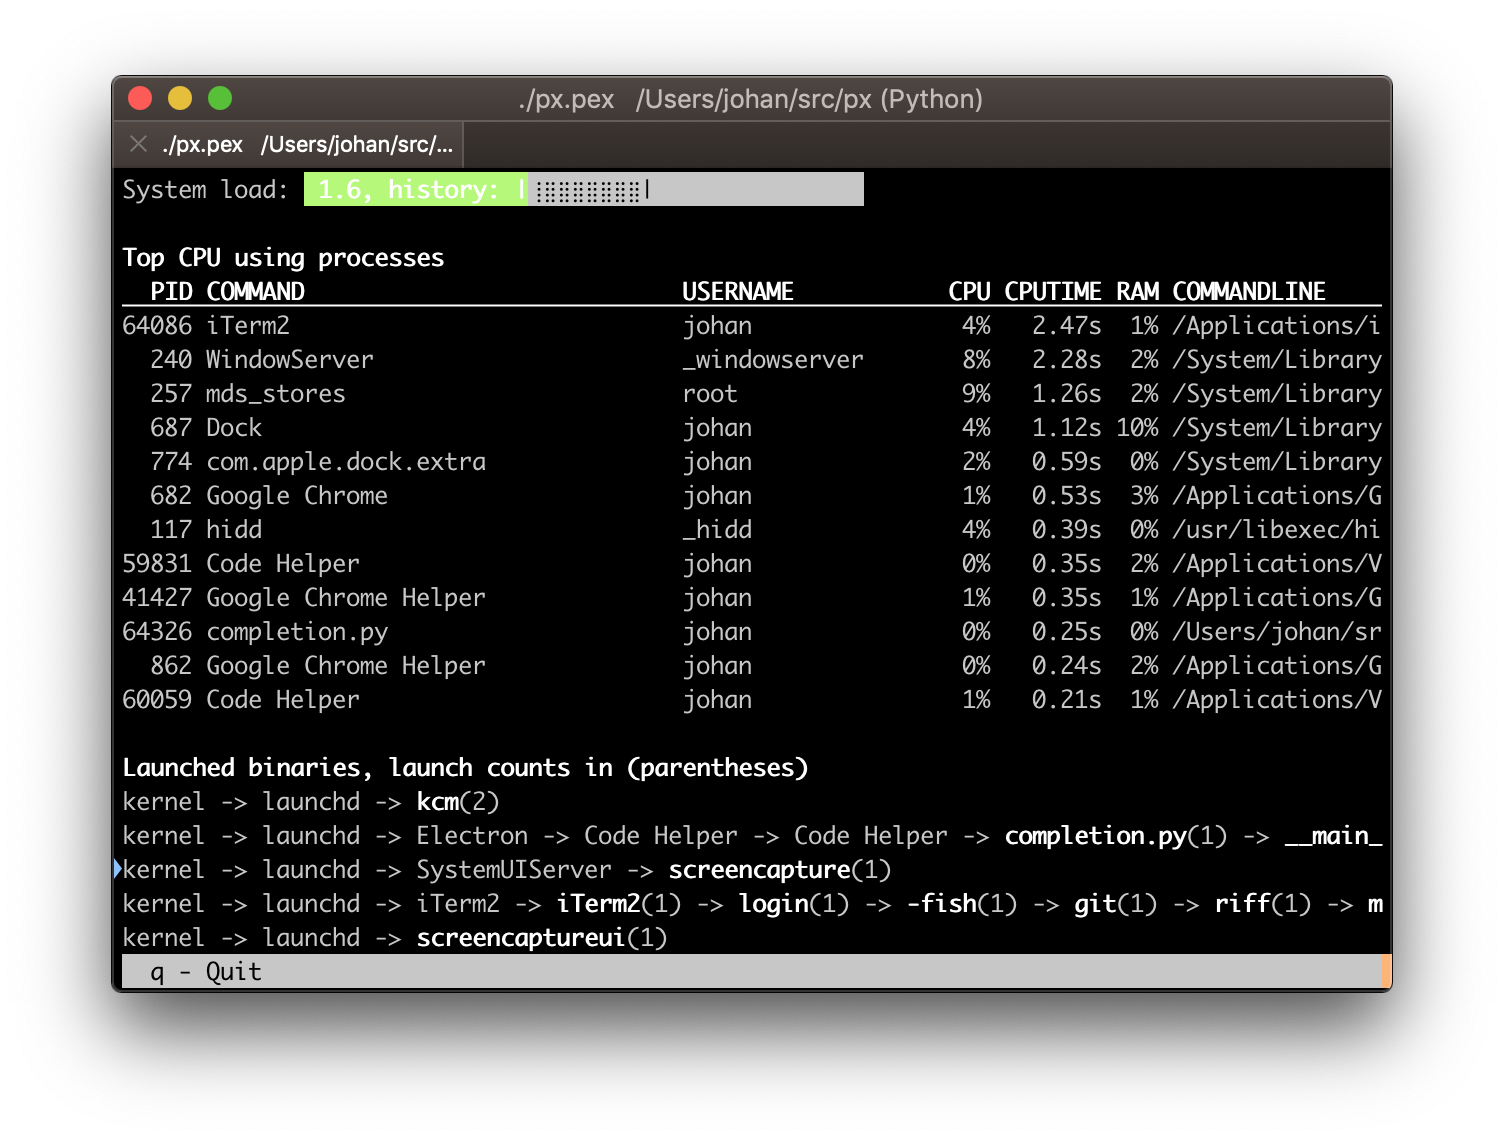 ./px.pex   /Users/johan/src/px (Python)
./px.pex   /Users/johan/src/...
System load:  1.6, history:
Top CPU using processes
  PID COMMAND                            USERNAME           CPU CPUTIME RAM COMMANDLINE
64086 iTerm2                             johan               4%   2.47s  1% /Applications/i
  240 WindowServer                       _windowserver       8%   2.28s  2% /System/Library
  257 mds_stores                         root                9%   1.26s  2% /System/Library
  687 Dock                               johan               4%   1.12s 10% /System/Library
  774 com.apple.dock.extra               johan               2%   0.59s  0% /System/Library
  682 Google Chrome                      johan               1%   0.53s  3% /Applications/G
  117 hidd                               _hidd               4%   0.39s  0% /usr/libexec/hi
59831 Code Helper                        johan               0%   0.35s  2% /Applications/V
41427 Google Chrome Helper               johan               1%   0.35s  1% /Applications/G
64326 completion.py                      johan               0%   0.25s  0% /Users/johan/sr
  862 Google Chrome Helper               johan               0%   0.24s  2% /Applications/G
60059 Code Helper                        johan               1%   0.21s  1% /Applications/V
Launched binaries, launch counts in (parentheses)
kernel -> launchd -> kcm(2)
kernel -> launchd -> Electron -> Code Helper -> Code Helper -> completion.py(1) -> __main_
kernel -> launchd -> SystemUIServer -> screencapture(1)
kernel -> launchd -> iTerm2 -> iTerm2(1) -> login(1) -> -fish(1) -> git(1) -> riff(1) -> m
kernel -> launchd -> screencaptureui(1)
q - Quit